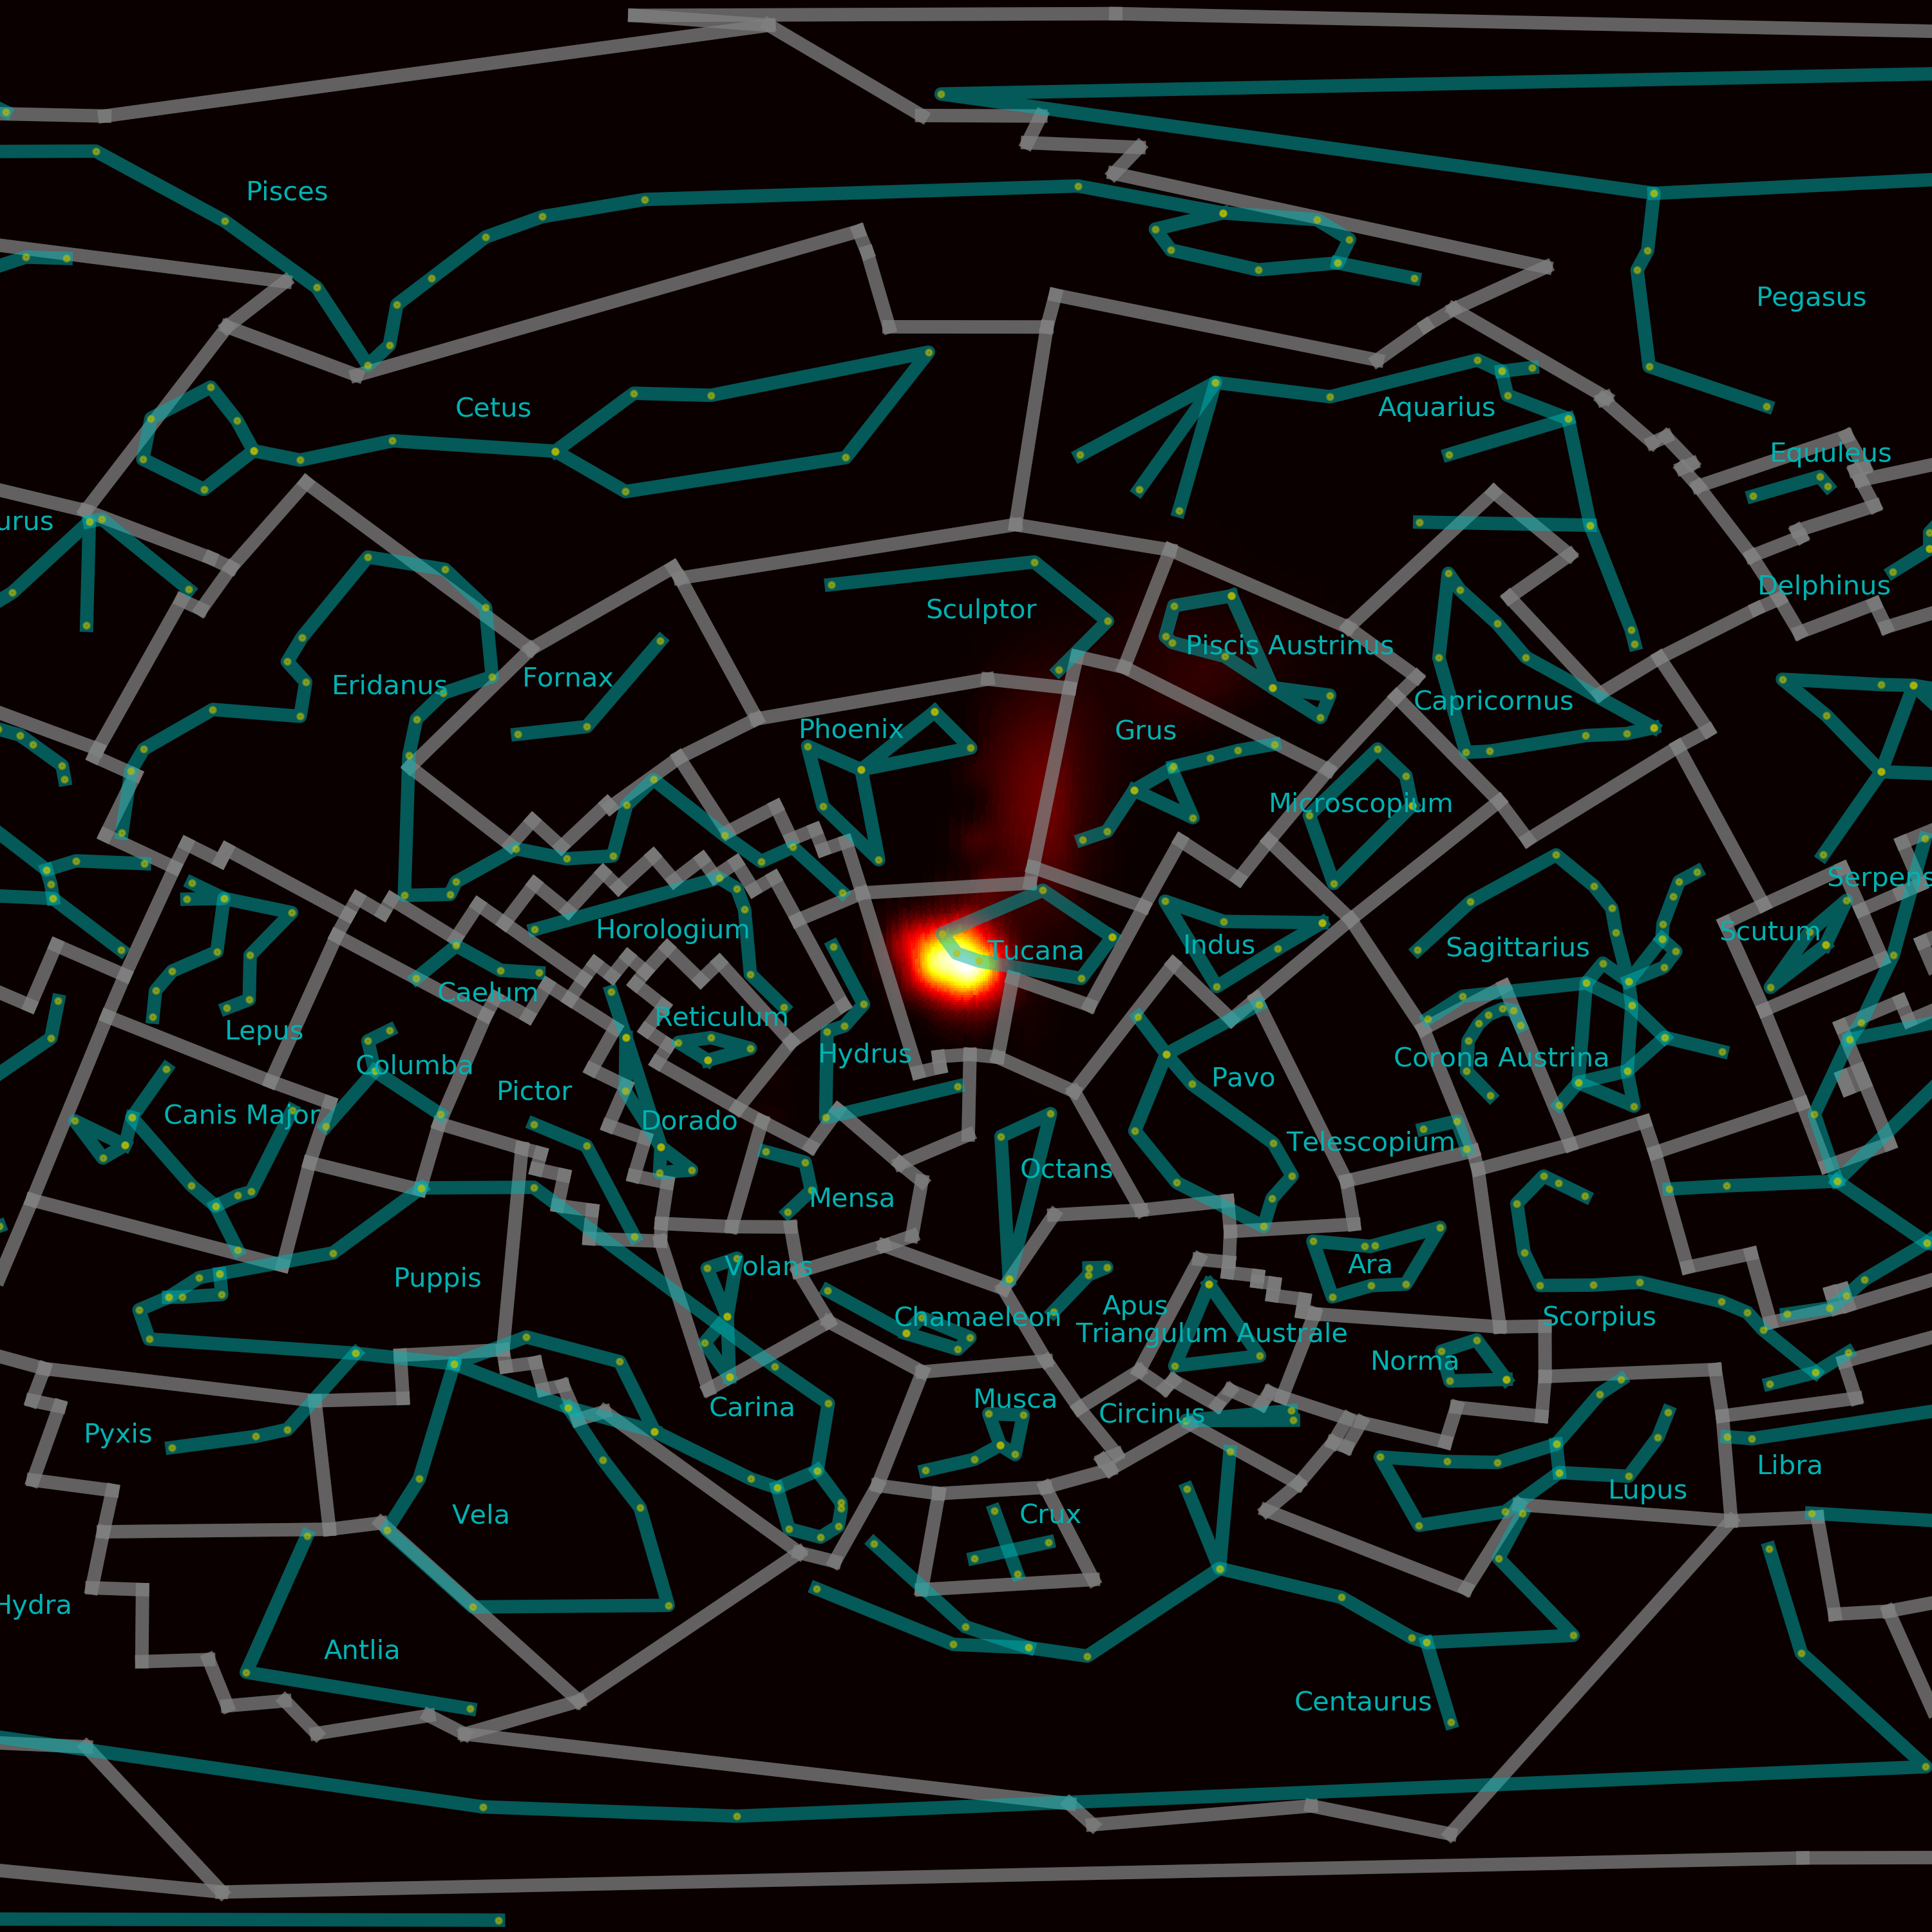 Pisces
Pegasus
Cetus
Aquarius
Equuleus
urus
Delphinus
Sculptor
Piscis Austrinus
Eridanus
Fornax
Capricornus
Phoenix
Grus
Microscopium
Serpens
Horologium
Tucana
Indus
Sagittarius
Scutum
Caelum
Reticulum
Lepus
Hydrus
Corona Austrina
Columba
Pictor
Pavo
Canis Major
Dorado
Telescopium
Octans
Mensa
Puppis
Volans
Ara
Apus
Chamaeleon
Scorpius
Triangulum Australe
Norma
Musca
Carina
Circinus
Pyxis
Libra
Lupus
Vela
Crux
Hydra
Antlia
Centaurus